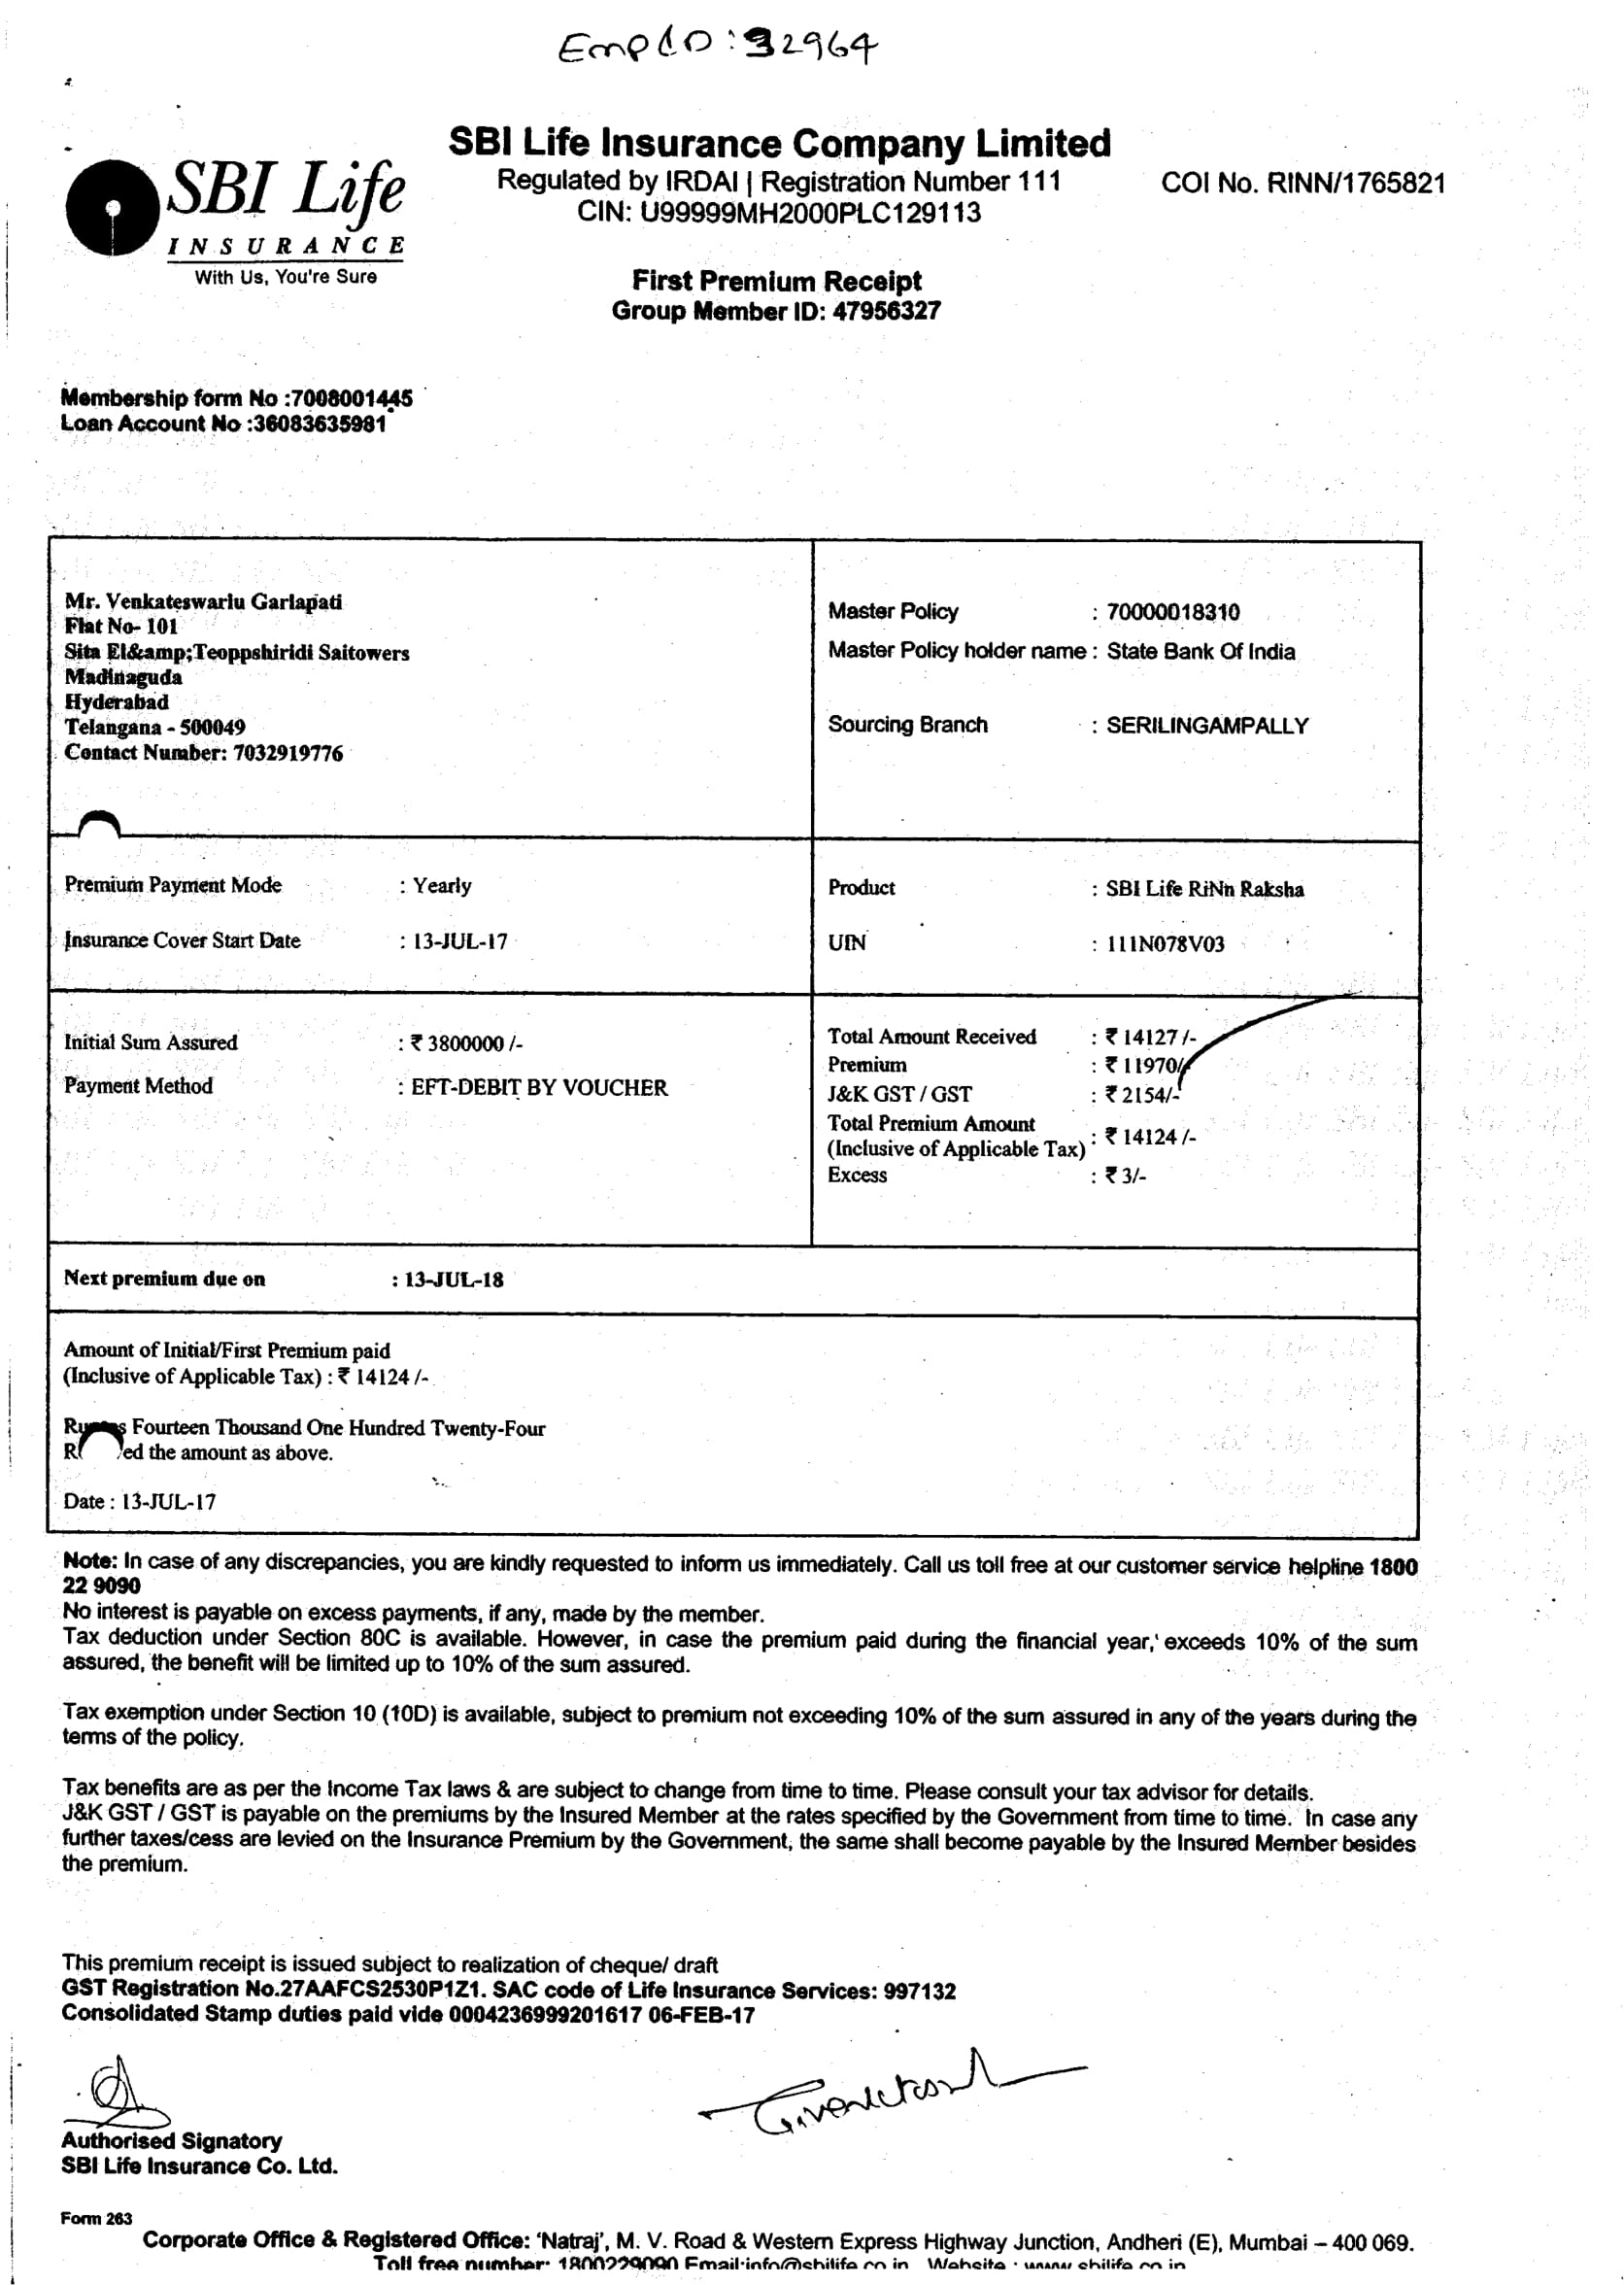 Emp ID: 32964
SBI Life
INSURANCE
With Us, You're Sure
SBI Life Insurance Company Limited
Regulated by IRDAI | Registration Number 111
CIN: U99999MH2000PLC129113
COI No. RINN/1765821
First Premium Receipt
Group Member ID: 47956327
Membership form No :7008001445
Loan Account No :36083635981
Mr. Venkateswarlu Garlapati
Flat No- 101
Sita El&amp;Teoppshiridi Saitowers
Madinaguda
Hyderabad
Telangana - 500049
Contact Number: 7032919776
Master Policy : 70000018310
Master Policy holder name : State Bank Of India
Sourcing Branch : SERILINGAMPALLY
Premium Payment Mode : Yearly
Insurance Cover Start Date : 13-JUL-17
Product : SBI Life RiNn Raksha
UIN : 111N078V03
Initial Sum Assured : ₹ 3800000 /-
Payment Method : EFT-DEBIT BY VOUCHER
Total Amount Received : ₹ 14127 /-
Premium : ₹ 11970/
J&K GST / GST : ₹ 2154/-
Total Premium Amount
(Inclusive of Applicable Tax) : ₹ 14124 /-
Excess : ₹ 3/-
Next premium due on : 13-JUL-18
Amount of Initial/First Premium paid
(Inclusive of Applicable Tax) : ₹ 14124 /-
Fourteen Thousand One Hundred Twenty-Four
the amount as above.
Date : 13-JUL-17
Note: In case of any discrepancies, you are kindly requested to inform us immediately. Call us toll free at our customer service helpline 1800
22 9090
No interest is payable on excess payments, if any, made by the member.
Tax deduction under Section 80C is available. However, in case the premium paid during the financial year,' exceeds 10% of the sum
assured, the benefit will be limited up to 10% of the sum assured.
Tax exemption under Section 10 (10D) is available, subject to premium not exceeding 10% of the sum assured in any of the years during the
terms of the policy.
Tax benefits are as per the Income Tax laws & are subject to change from time to time. Please consult your tax advisor for details.
J&K GST / GST is payable on the premiums by the Insured Member at the rates specified by the Government from time to time. In case any
further taxes/cess are levied on the Insurance Premium by the Government, the same shall become payable by the Insured Member besides
the premium.
This premium receipt is issued subject to realization of cheque/ draft
GST Registration No.27AAFCS2530P1Z1. SAC code of Life Insurance Services: 997132
Consolidated Stamp duties paid vide 0004236999201617 06-FEB-17
Authorised Signatory
SBI Life Insurance Co. Ltd.
Form 263
Corporate Office & Registered Office: ‘Natraj’, M. V. Road & Western Express Highway Junction, Andheri (E), Mumbai – 400 069.
Toll free number: 1800229090 Email:info@sbilife.co.in Website : www.sbilife.co.in